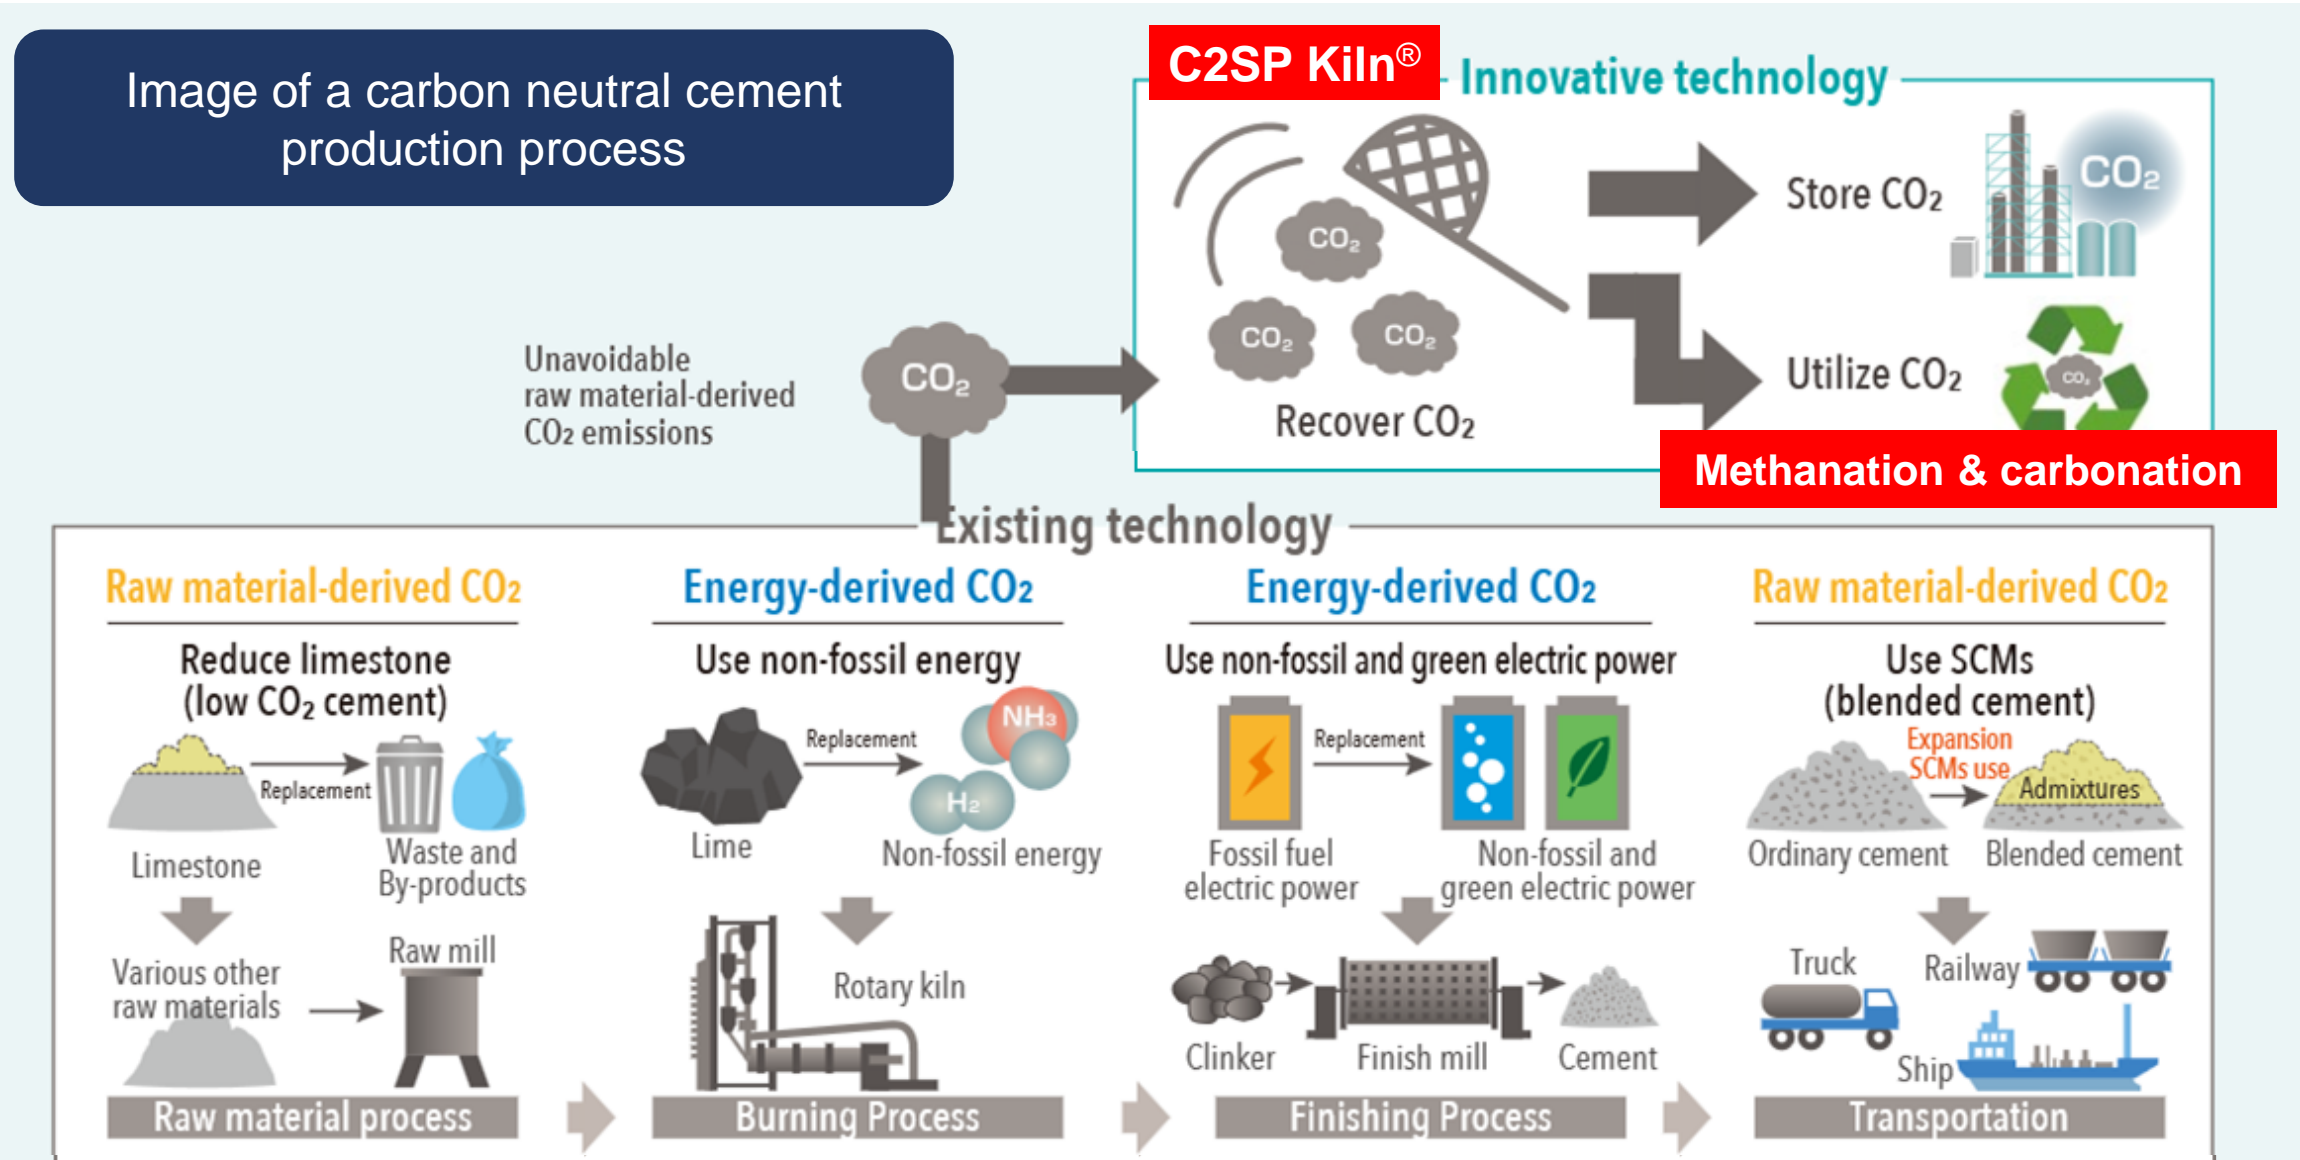 Image of a carbon neutral cement
production process
C2SP Kiln®
Innovative technology
CO₂
Store CO₂
CO₂
CO₂
CO₂
Recover CO₂
Utilize CO₂
CO₂
Methanation & carbonation
Unavoidable
raw material-derived
CO₂ emissions
CO₂
Existing technology
Raw material-derived CO₂
Reduce limestone
(low CO₂ cement)
Replacement
Limestone
Waste and
By-products
Various other
raw materials
Raw mill
Raw material process
Energy-derived CO₂
Use non-fossil energy
Replacement
NH₃
H₂
Lime
Non-fossil energy
Rotary kiln
Burning Process
Energy-derived CO₂
Use non-fossil and green electric power
Replacement
Fossil fuel
electric power
Non-fossil and
green electric power
Clinker
Finish mill
Cement
Finishing Process
Raw material-derived CO₂
Use SCMs
(blended cement)
Expansion
SCMs use
Admixtures
Ordinary cement
Blended cement
Truck
Railway
Ship
Transportation